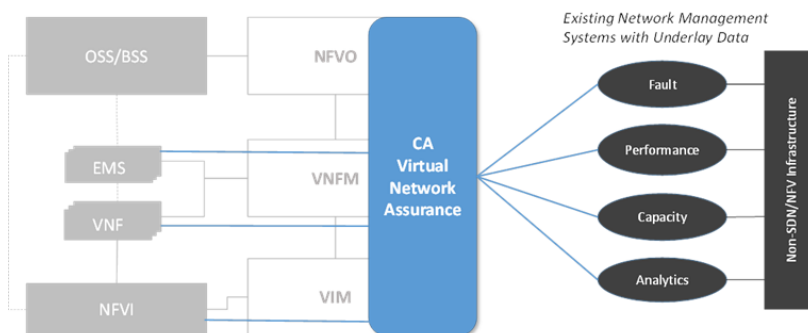 Existing Network Management
Systems with Underlay Data
OSS/BSS
NFVO
EMS
VNFM
VNF
NFVI
VIM
CA
Virtual
Network
Assurance
Fault
Performance
Capacity
Analytics
Non-SDN/NFV Infrastructure